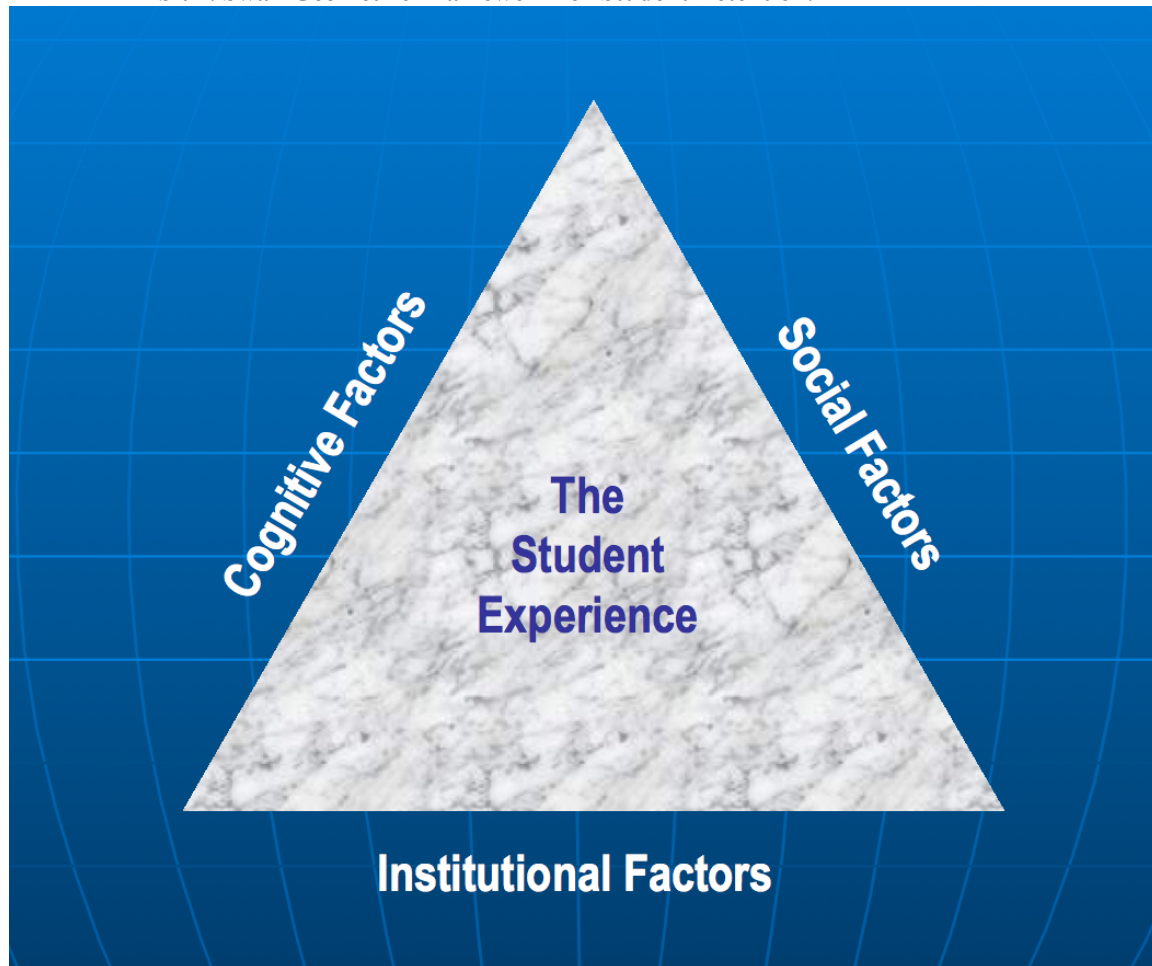 Cognitive Factors
Social Factors
The
Student
Experience
Institutional Factors